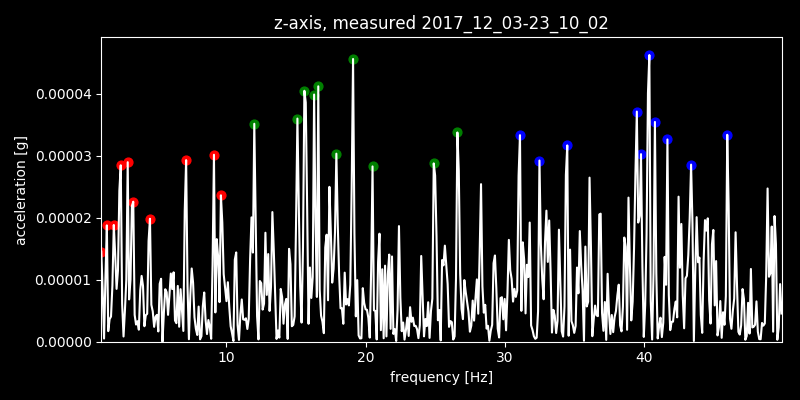 z-axis, measured 2017_12_03-23_10_02
acceleration [g]
0.00004
0.00003
0.00002
0.00001
0.00000
10 20 30 40
frequency [Hz]